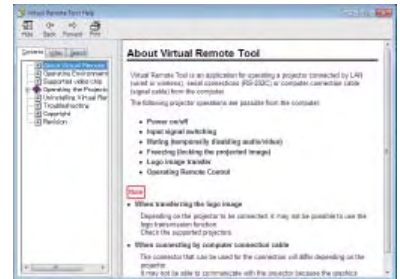 Virtual Remote Tool Help
Hide Back Forward Print
Contents Index Search
About Virtual Remote
Operating Environment
Supported video chip
Operating the Projecto
Uninstalling Virtual Rer
Troubleshooting
Copyright
Revision
About Virtual Remote Tool
Virtual Remote Tool is an application for operating a projector connected by LAN
(wired or wireless), serial connections (RS-232C) or computer connection cable
(signal cable) from the computer.
The following projector operations are possible from the computer.
• Power on/off
• Input signal switching
• Muting (temporarily disabling audio/video)
• Freezing (locking the projected image)
• Logo image transfer
• Operating Remote Control
Note
• When transferring the logo image
Depending on the projector to be connected, it may not be possible to use the
logo transmission function.
Check the supported projectors.
• When connecting by computer connection cable
The connector that can be used for the connection will differ depending on the
projector.
It may not be able to communicate with the projector because the graphics